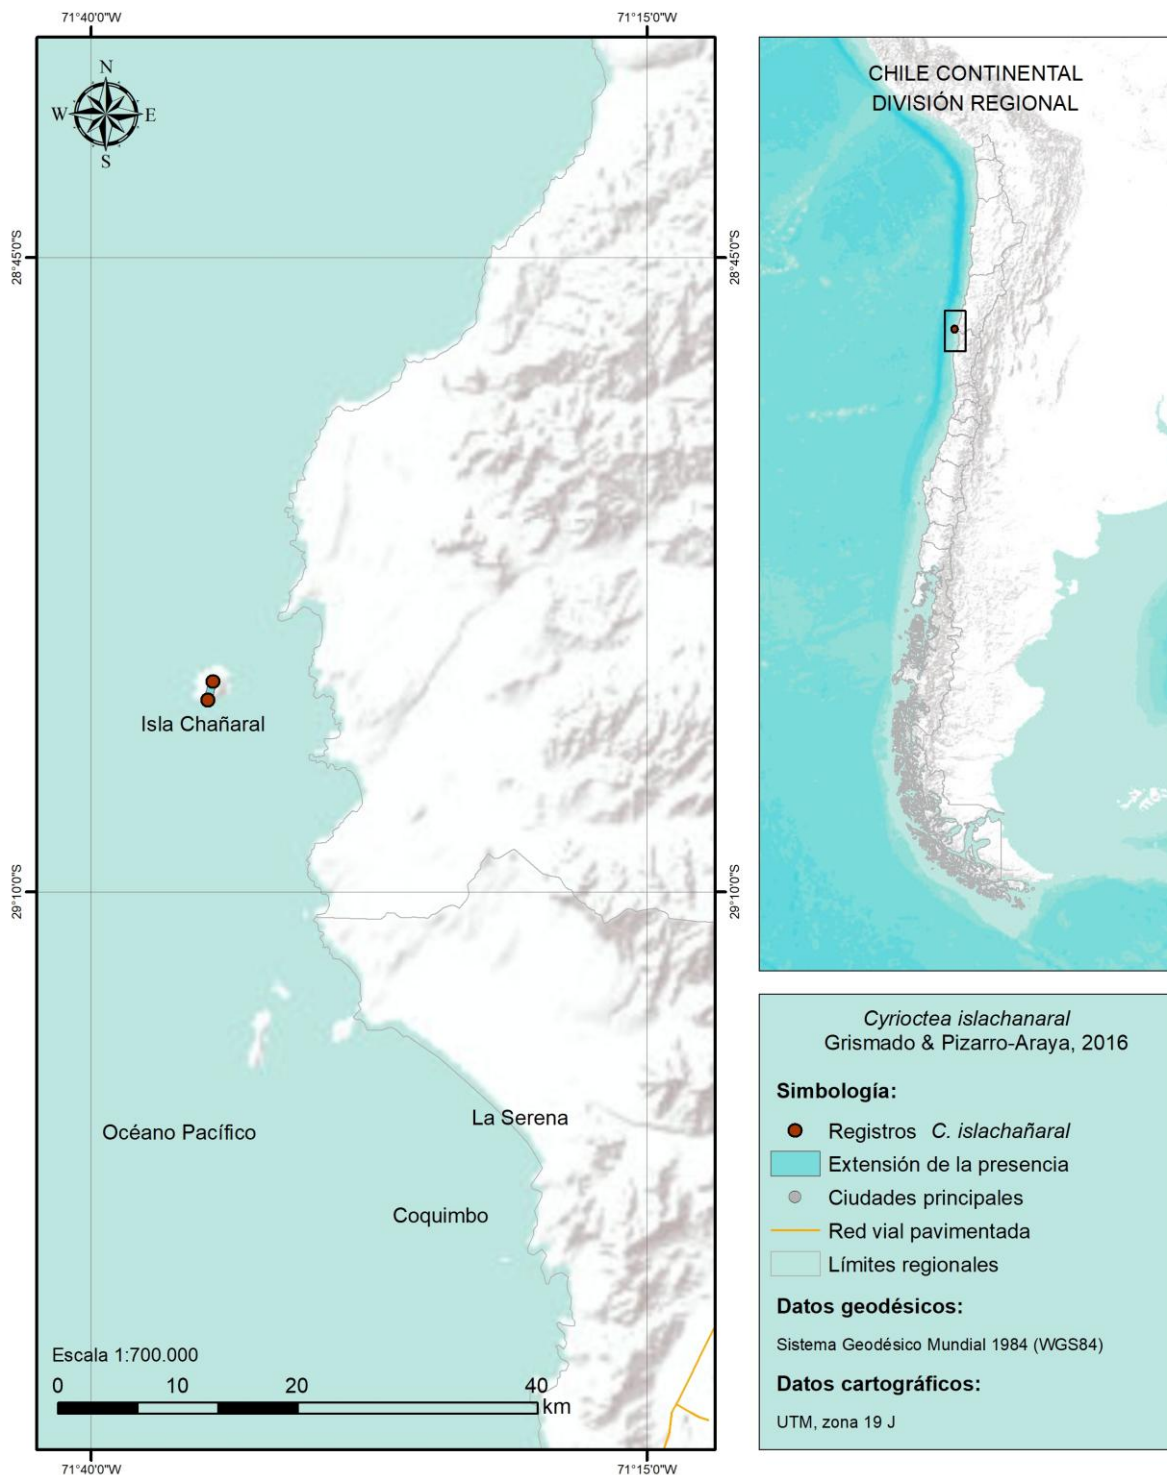 71°40'0"W
71°15'0"W
N
W
E
S
28°45'0"S
28°45'0"S
Isla Chañaral
29°10'0"S
29°10'0"S
La Serena
Océano Pacífico
Coquimbo
Escala 1:700.000
0 10 20 40
km
71°40'0"W
71°15'0"W
CHILE CONTINENTAL
DIVISIÓN REGIONAL
Cyrioctea islachanaral
Grismado & Pizarro-Araya, 2016
Simbología:
Registros C. islachañaral
Extensión de la presencia
Ciudades principales
Red vial pavimentada
Límites regionales
Datos geodésicos:
Sistema Geodésico Mundial 1984 (WGS84)
Datos cartográficos:
UTM, zona 19 J